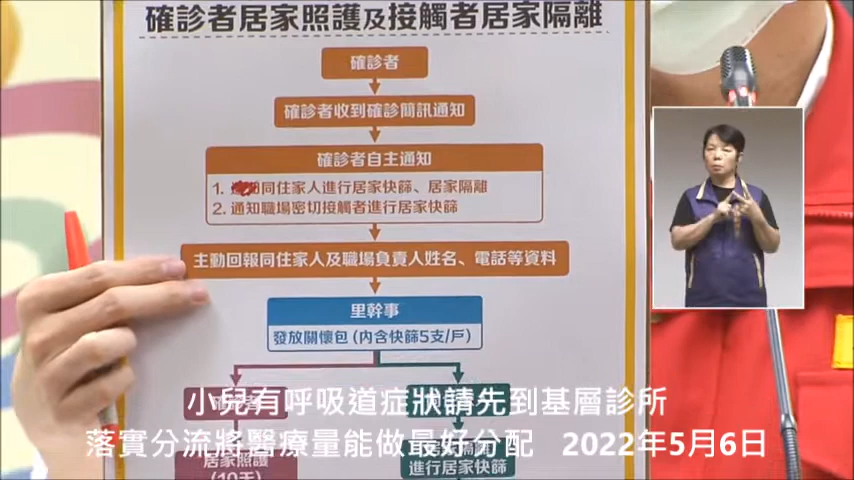 確診者居家照護及接觸者居家隔離
確診者
確診者收到確診簡訊通知
確診者自主通知
1. 同住家人進行居家快篩、居家隔離
2. 通知職場密切接觸者進行居家快篩
主動回報同住家人及職場負責人姓名、電話等資料
里幹事
發放關懷包(內含快篩5支/戶)
小兒有呼吸道症狀請先到基層診所
落實分流將醫療量能做最好分配 2022年5月6日
居家照護
進行居家快篩
(10天)